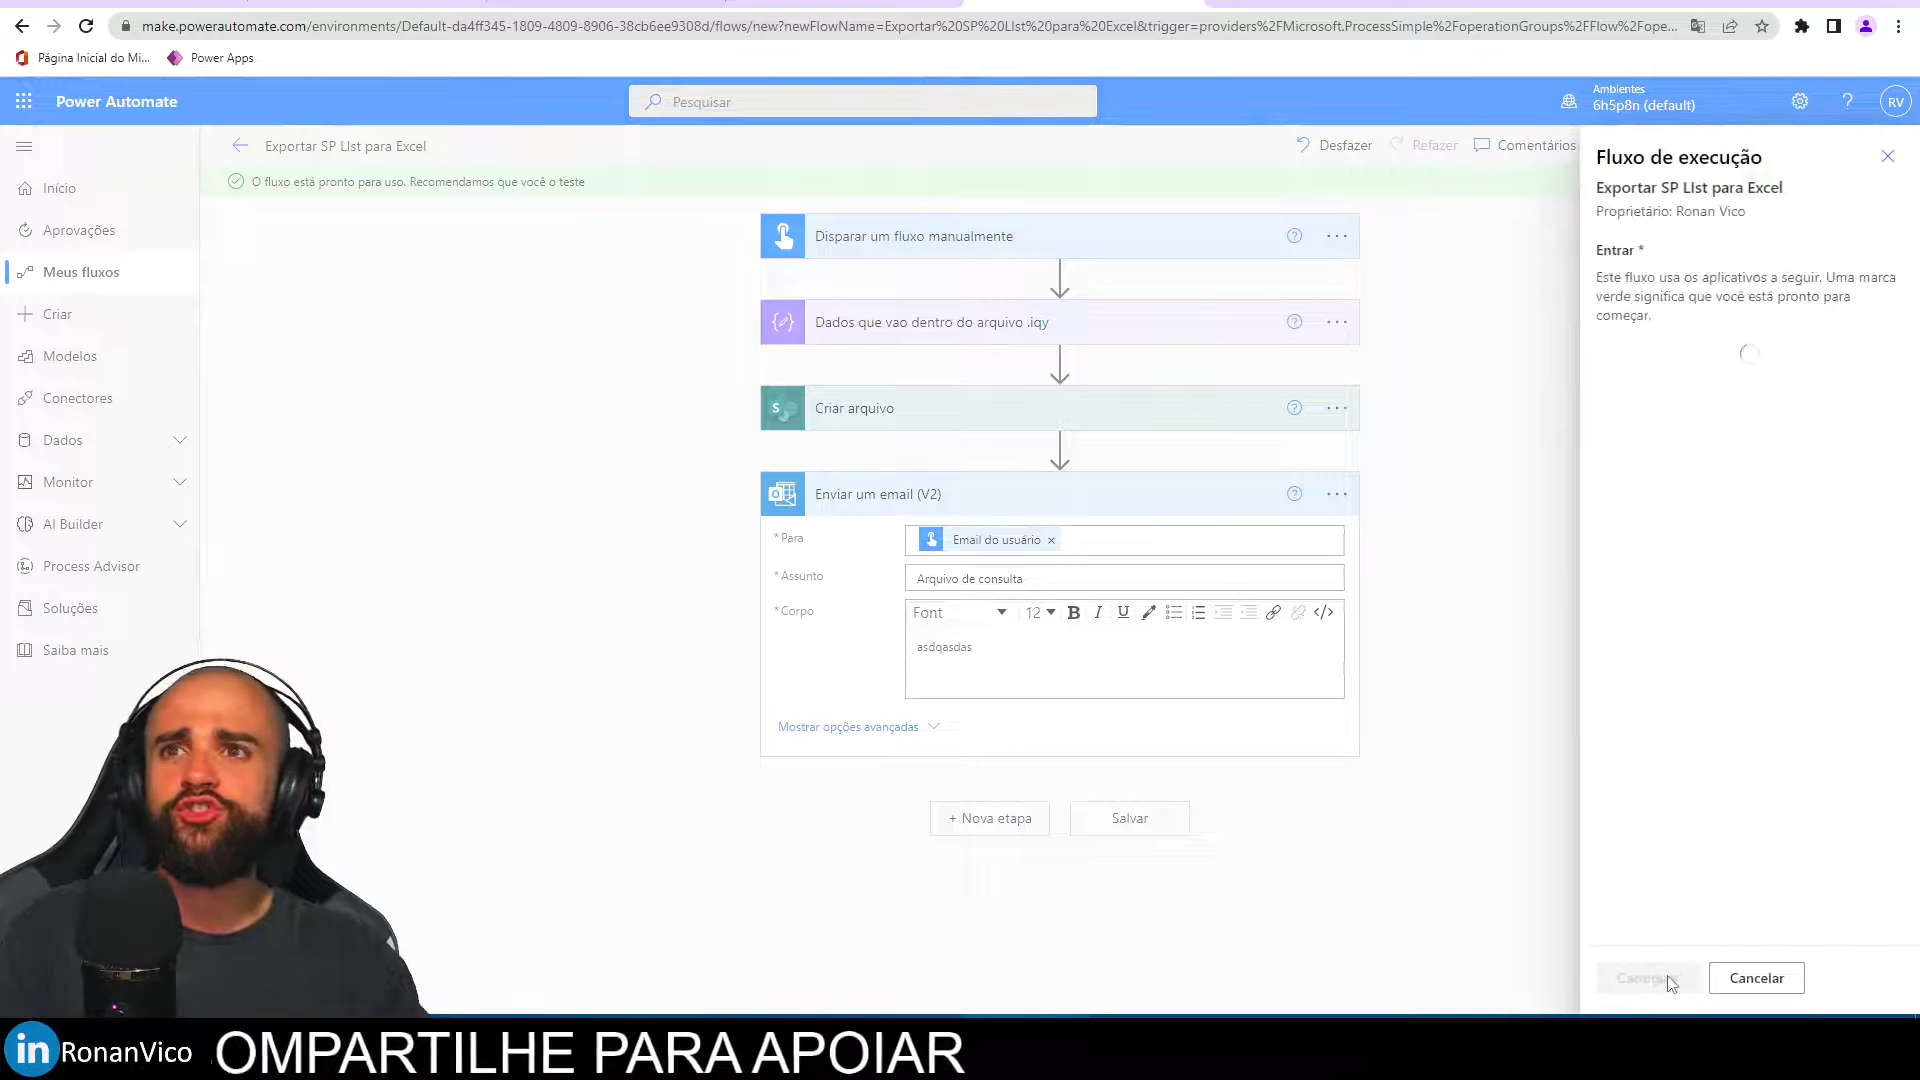 make.powerautomate.com/environments/Default-da4ff345-1809-4809-8906-38cb6ee9308d/flows/new?newFlowName=Exportar%20SP%20LIst%20para%20Excel&trigger=providers%2FMicrosoft.ProcessSimple%2FoperationGroups%2FFlow%2Fope...
Página Inicial do Mi...
Power Apps
Power Automate
Pesquisar
Ambientes
6h5p8n (default)
RV
Exportar SP LIst para Excel
Desfazer
Refazer
Comentários
O fluxo está pronto para uso. Recomendamos que você o teste
Início
Aprovações
Meus fluxos
Criar
Modelos
Conectores
Dados
Monitor
AI Builder
Process Advisor
Soluções
Saiba mais
Disparar um fluxo manualmente
Dados que vao dentro do arquivo .iqy
Criar arquivo
Enviar um email (V2)
* Para
Email do usuário ×
* Assunto
Arquivo de consulta
* Corpo
Font
12
asdqasdas
Mostrar opções avançadas
+ Nova etapa
Salvar
Fluxo de execução
Exportar SP LIst para Excel
Proprietário: Ronan Vico
Entrar *
Este fluxo usa os aplicativos a seguir. Uma marca
verde significa que você está pronto para
começar.
Cancelar
in RonanVico
OMPARTILHE PARA APOIAR